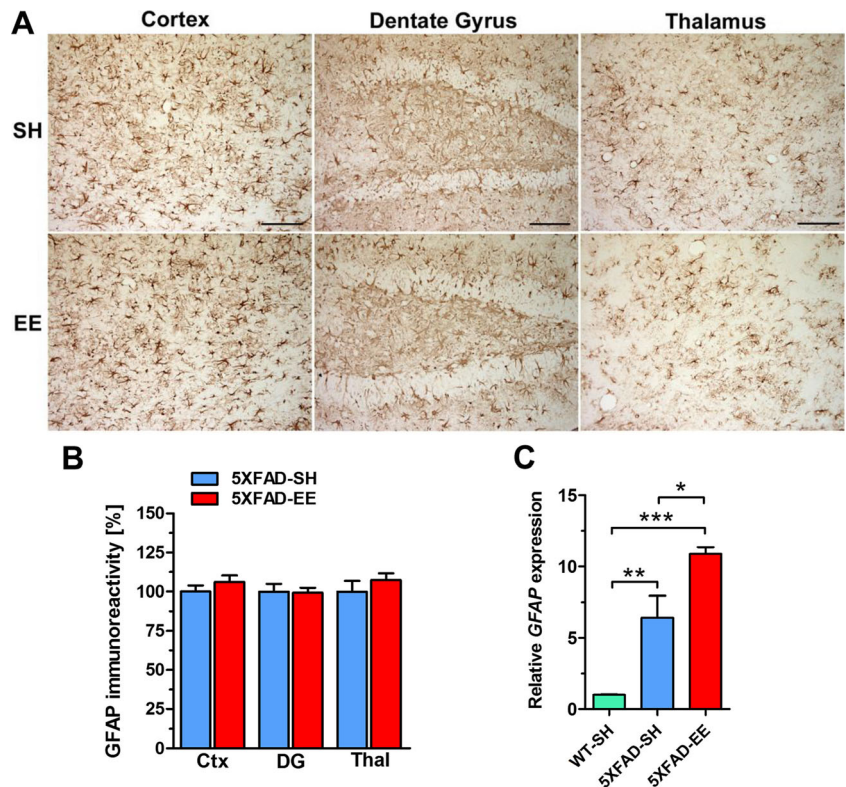 A
Cortex
Dentate Gyrus
Thalamus
SH
EE
B
5XFAD-SH
5XFAD-EE
GFAP immunoreactivity [%]
150
125
100
75
50
25
0
Ctx
DG
Thal
C
Relative GFAP expression
15
10
5
0
*
***
**
WT-SH
5XFAD-SH
5XFAD-EE